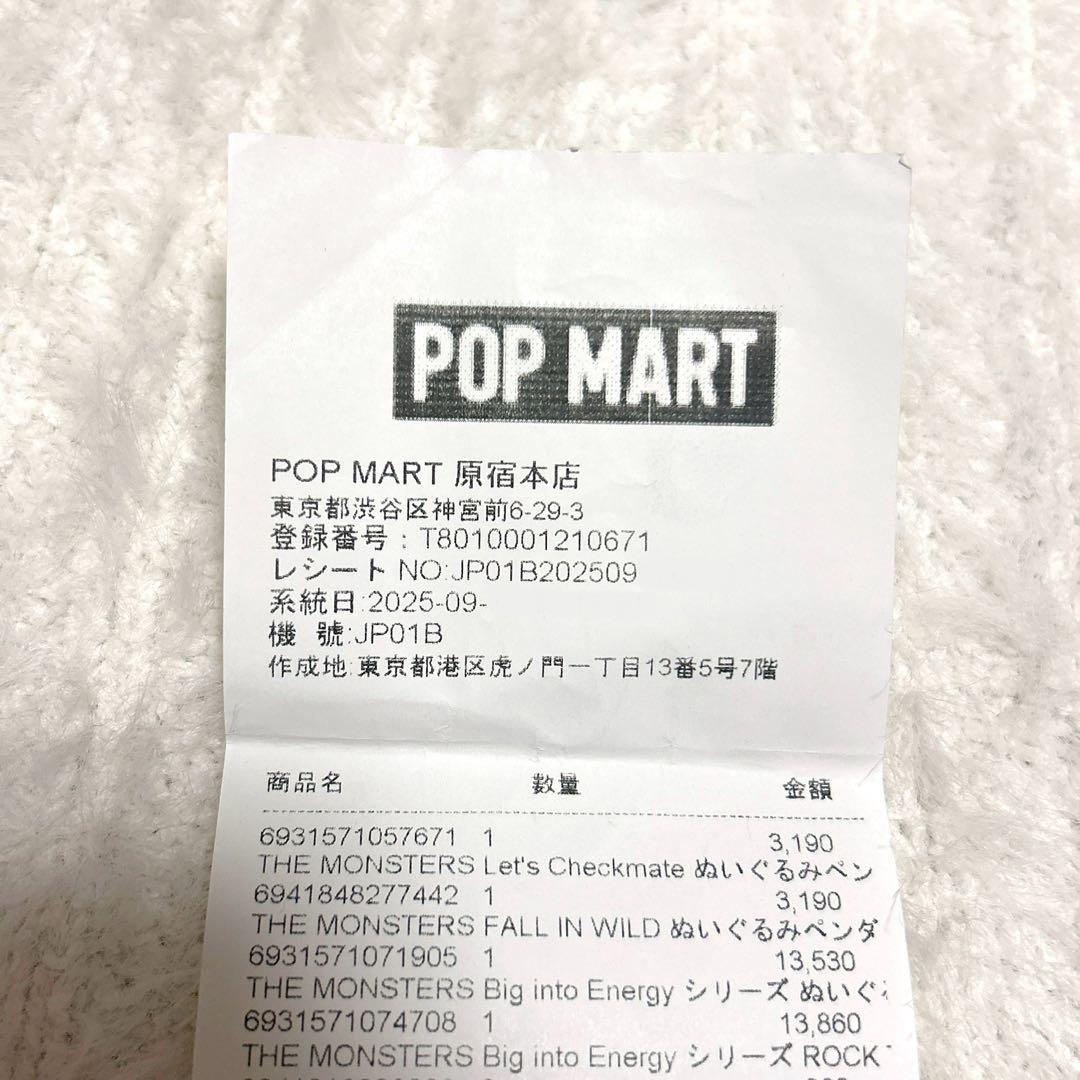 POP MART
POP MART 原宿本店
東京都渋谷区神宮前6-29-3
登録番号：T8010001210671
レシート NO:JP01B202509
系統日:2025-09-
機 號:JP01B
作成地:東京都港区虎ノ門一丁目13番5号7階
商品名 数量 金額
6931571057671 1 3,190
THE MONSTERS Let's Checkmate ぬいぐるみペン
6941848277442 1 3,190
THE MONSTERS FALL IN WILD ぬいぐるみペンダ
6931571071905 1 13,530
THE MONSTERS Big into Energy シリーズ ぬいぐ
6931571074708 1 13,860
THE MONSTERS Big into Energy シリーズ ROCK